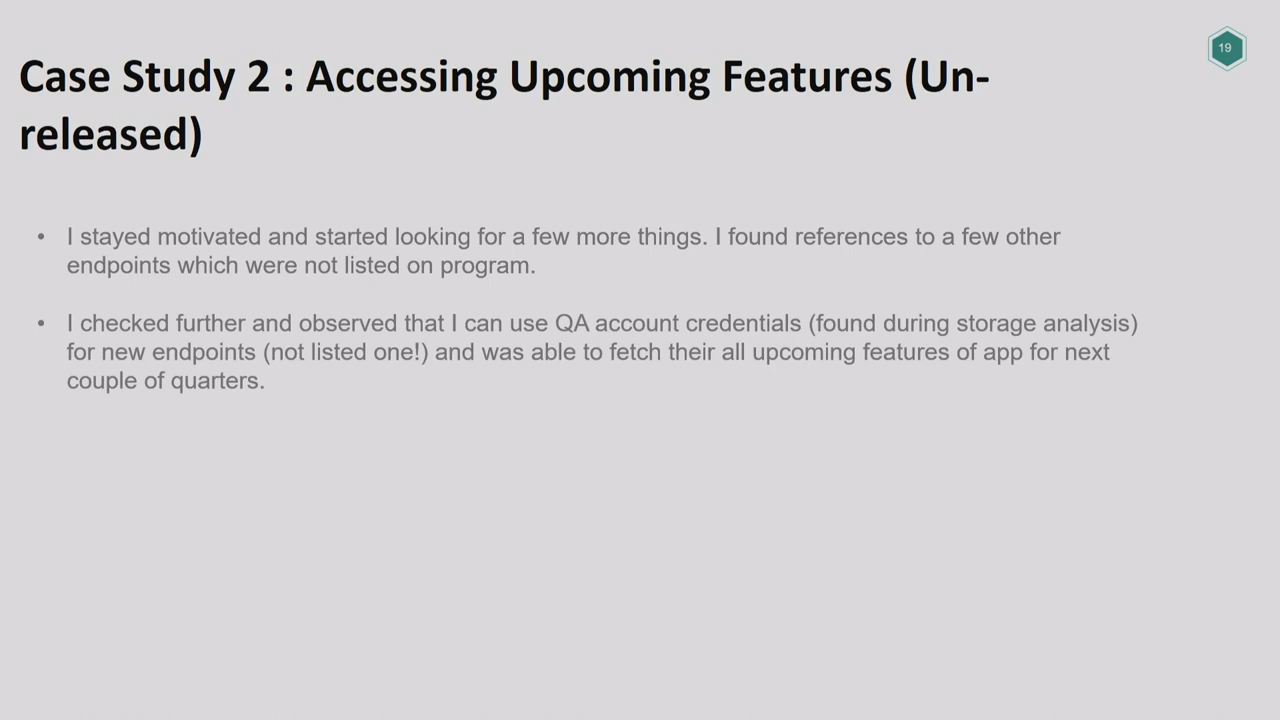 19
Case Study 2 : Accessing Upcoming Features (Un-
released)
• I stayed motivated and started looking for a few more things. I found references to a few other
endpoints which were not listed on program.
• I checked further and observed that I can use QA account credentials (found during storage analysis)
for new endpoints (not listed one!) and was able to fetch their all upcoming features of app for next
couple of quarters.